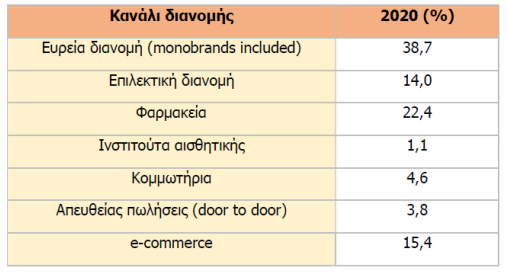 Κανάλι διανομής 2020 (%)
Ευρεία διανομή (monobrands included) 38,7
Επιλεκτική διανομή 14,0
Φαρμακεία 22,4
Ινστιτούτα αισθητικής 1,1
Κομμωτήρια 4,6
Απευθείας πωλήσεις (door to door) 3,8
e-commerce 15,4